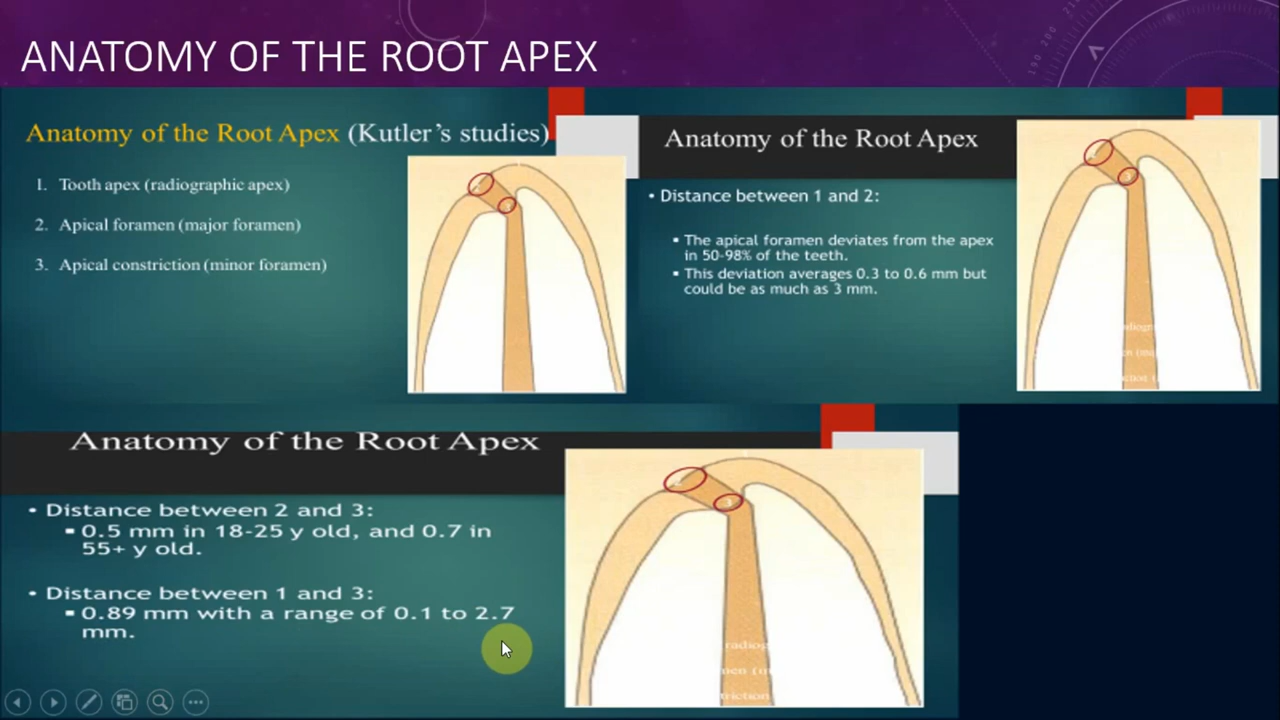 ANATOMY OF THE ROOT APEX
Anatomy of the Root Apex (Kutler's studies)
1. Tooth apex (radiographic apex)
2. Apical foramen (major foramen)
3. Apical constriction (minor foramen)
Anatomy of the Root Apex
• Distance between 1 and 2:
▪ The apical foramen deviates from the apex
in 50-98% of the teeth.
▪ This deviation averages 0.3 to 0.6 mm but
could be as much as 3 mm.
Anatomy of the Root Apex
• Distance between 2 and 3:
▪ 0.5 mm in 18-25 y old, and 0.7 in
55+ y old.
• Distance between 1 and 3:
▪ 0.89 mm with a range of 0.1 to 2.7
mm.